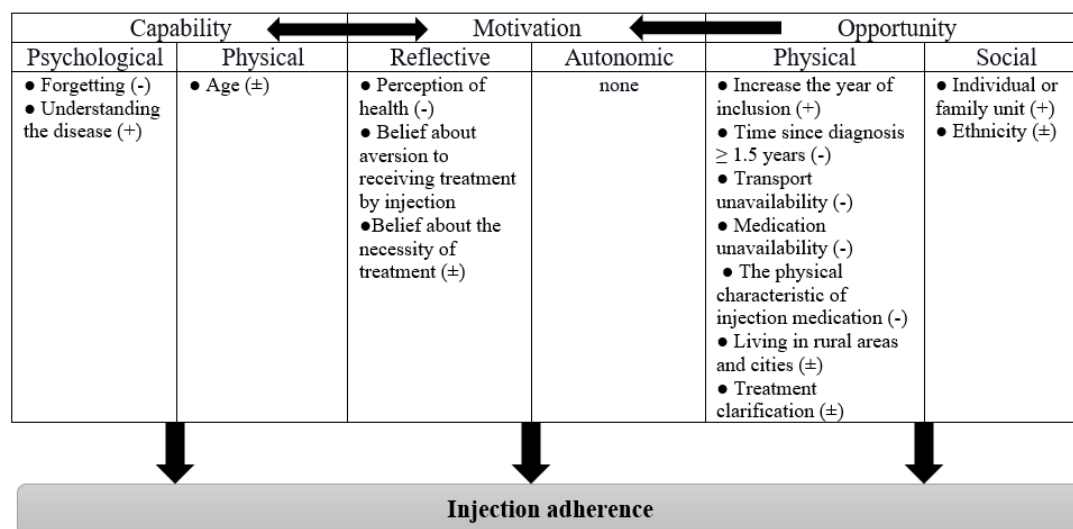 Capability
Motivation
Opportunity
Psychological
Physical
Reflective
Autonomic
Physical
Social
● Forgetting (-)
● Understanding
the disease (+)
● Age (±)
● Perception of
health (-)
● Belief about
aversion to
receiving treatment
by injection
●Belief about the
necessity of
treatment (±)
none
● Increase the year of
inclusion (+)
● Time since diagnosis
≥ 1.5 years (-)
● Transport
unavailability (-)
● Medication
unavailability (-)
● The physical
characteristic of
injection medication (-)
● Living in rural areas
and cities (±)
● Treatment
clarification (±)
● Individual or
family unit (+)
● Ethnicity (±)
Injection adherence